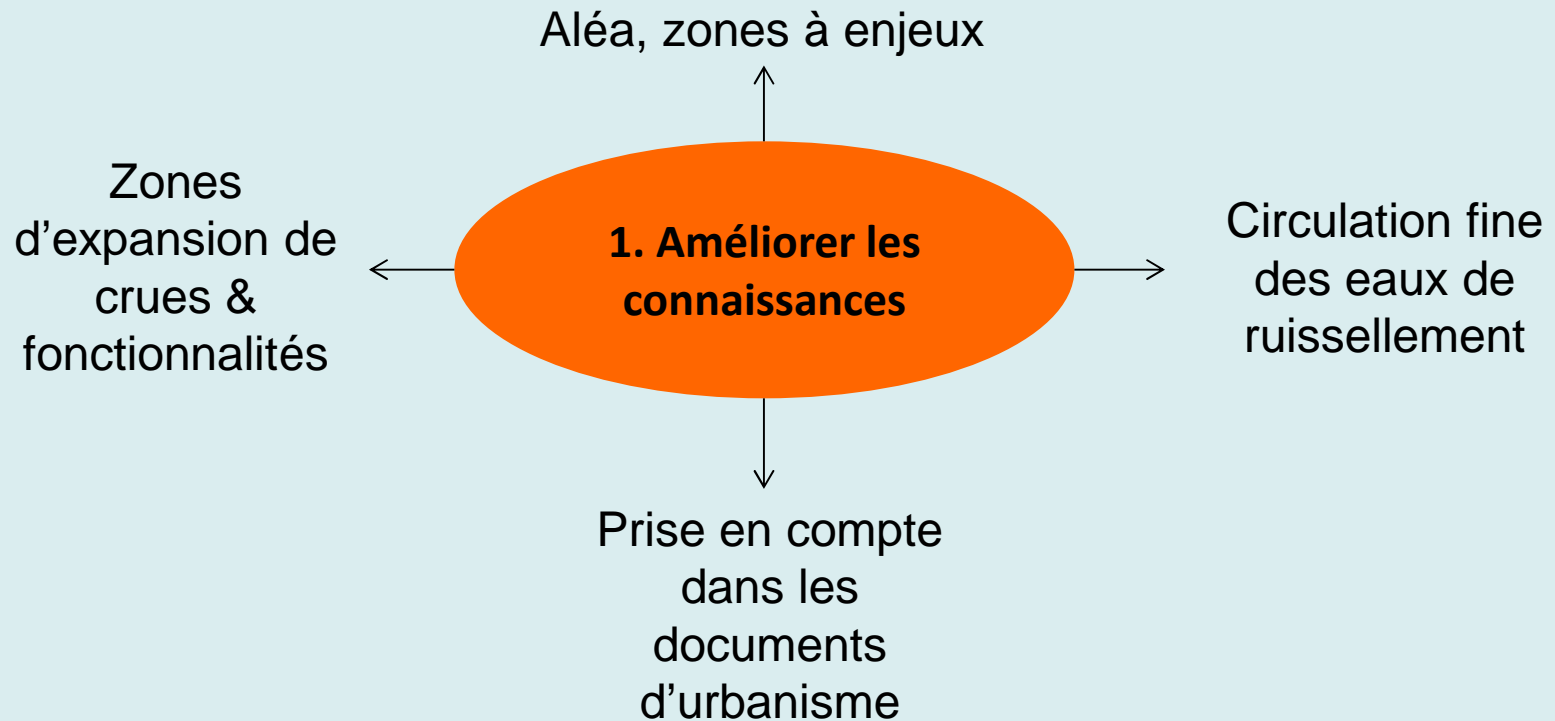 Aléa, zones à enjeux
Zones
d’expansion de
crues &
fonctionnalités
1. Améliorer les
connaissances
Circulation fine
des eaux de
ruissellement
Prise en compte
dans les
documents
d’urbanisme